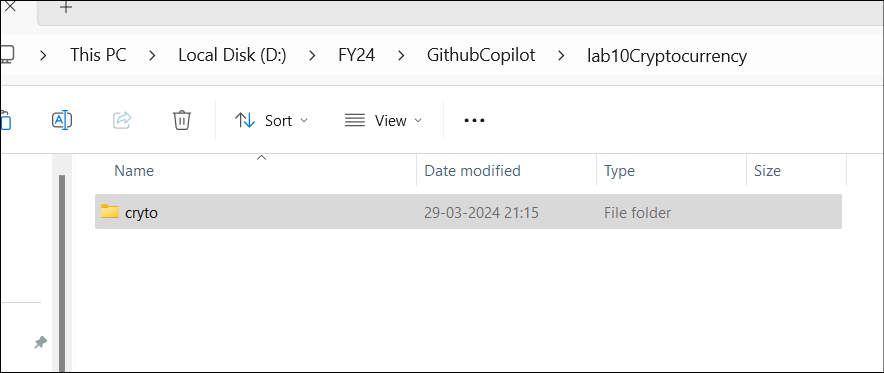 This PC > Local Disk (D:) > FY24 > GithubCopilot > lab10Cryptocurrency
Sort View
Name Date modified Type Size
cryto 29-03-2024 21:15 File folder